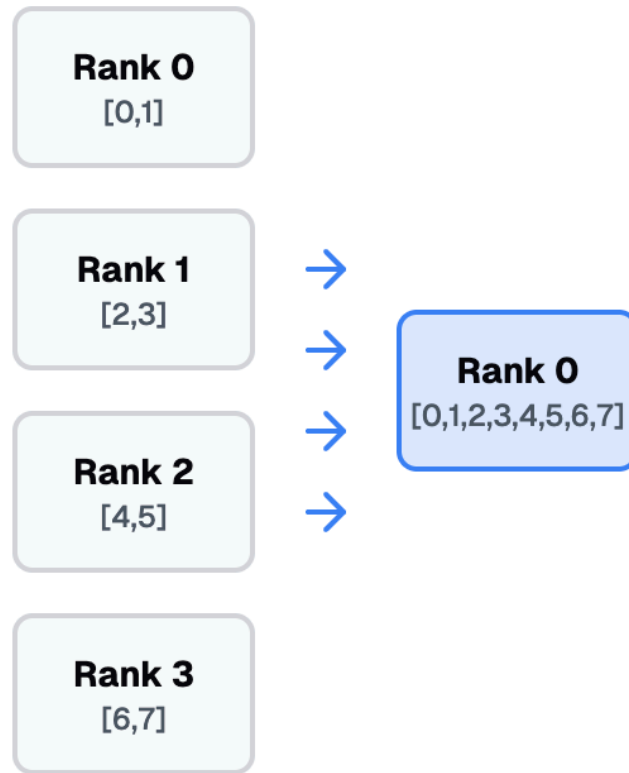 Rank 0
[0,1]
Rank 1
[2,3]
Rank 2
[4,5]
Rank 3
[6,7]
Rank 0
[0,1,2,3,4,5,6,7]